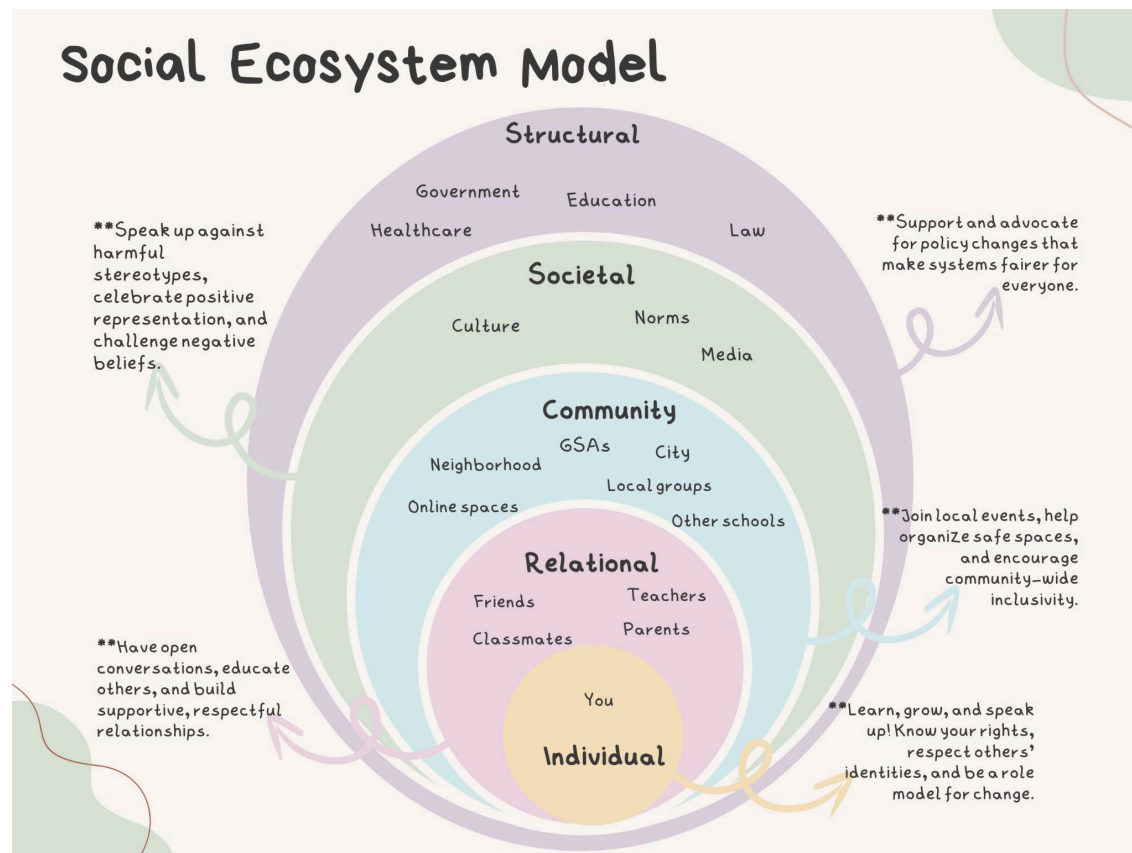 Social Ecosystem Model
Structural
Government
Education
Healthcare
Law
**Speak up against
harmful
stereotypes,
celebrate positive
representation, and
challenge negative
beliefs.
**Support and advocate
for policy changes that
make systems fairer for
everyone.
Societal
Culture
Norms
Media
Community
GSAs
City
Neighborhood
Local groups
Online spaces
Other schools
**Join local events, help
organize safe spaces,
and encourage
community-wide
inclusivity.
Relational
Friends
Teachers
Classmates
Parents
**Have open
conversations, educate
others, and build
supportive, respectful
relationships.
You
Individual
**Learn, grow, and speak
up! Know your rights,
respect others'
identities, and be a role
model for change.